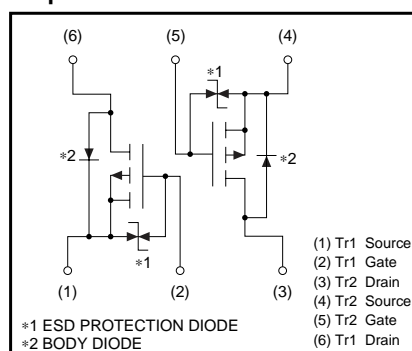 (6) (5) (4)
∗1
∗2
∗2
∗1
(1) (2) (3)
(1) Tr1 Source
(2) Tr1 Gate
(3) Tr2 Drain
(4) Tr2 Source
(5) Tr2 Gate
(6) Tr1 Drain
∗1 ESD PROTECTION DIODE
∗2 BODY DIODE